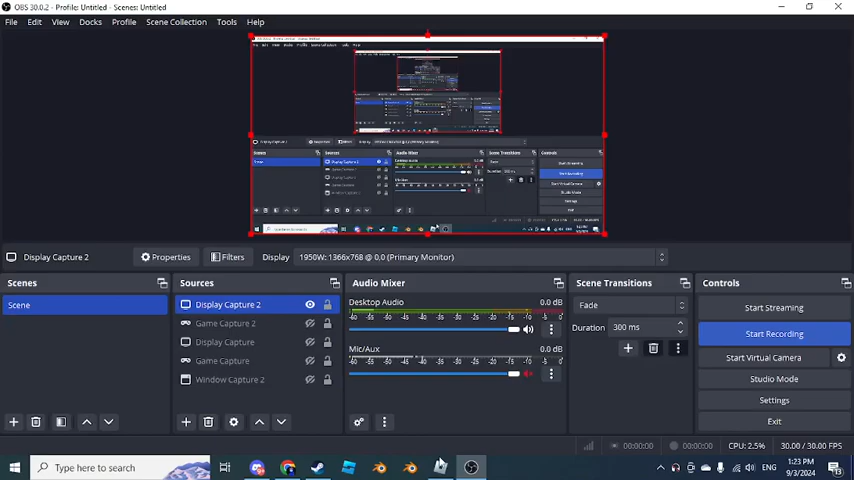 OBS 30.0.2 - Profile: Untitled - Scenes: Untitled
File Edit View Docks Profile Scene Collection Tools Help
Display Capture 2 Properties Filters Display 1950W: 1366x768 @ 0,0 (Primary Monitor)
Scenes Sources Audio Mixer Scene Transitions Controls
Scene
Display Capture 2
Game Capture 2
Display Capture
Game Capture
Window Capture 2
Desktop Audio 0.0 dB
-60 -55 -50 -45 -40 -35 -30 -25 -20 -15 -10 -5 0
Mic/Aux 0.0 dB
-60 -55 -50 -45 -40 -35 -30 -25 -20 -15 -10 -5 0
Fade
Duration 300 ms
Start Streaming
Start Recording
Start Virtual Camera
Studio Mode
Settings
Exit
00:00:00 00:00:00 CPU: 2.5% 30.00 / 30.00 FPS
Type here to search
ENG
1:23 PM
9/3/2024
13